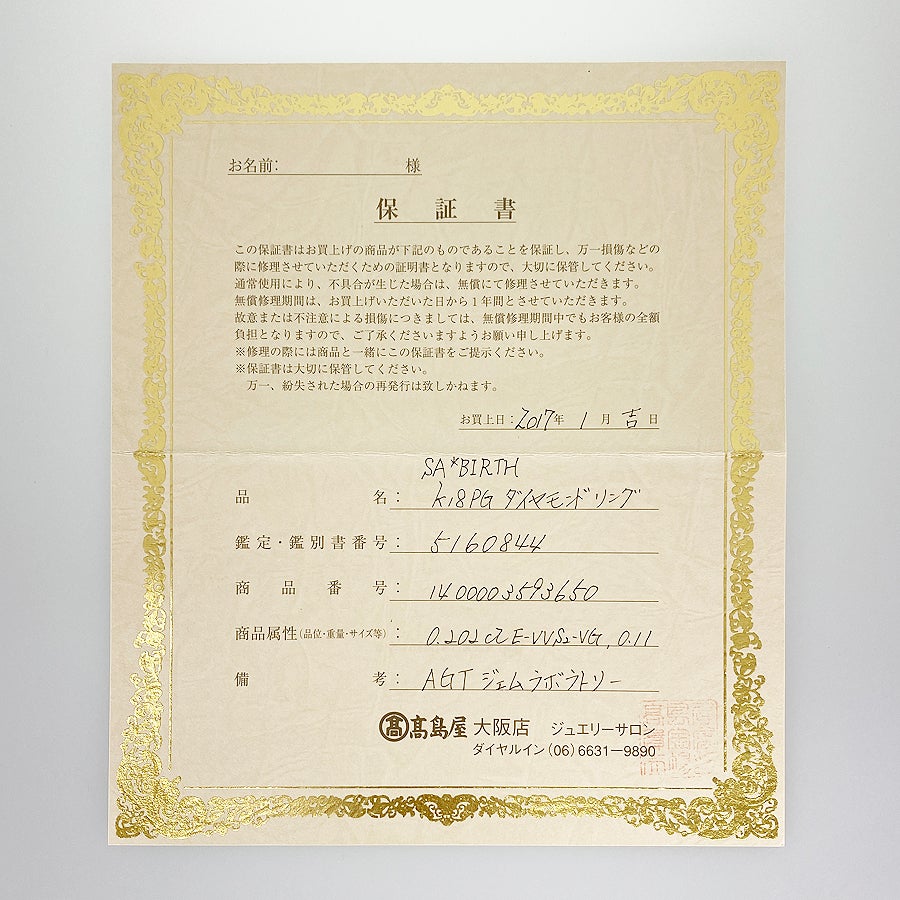 お名前: 様
保証書
この保証書はお買上げの商品が下記のものであることを保証し、万一損傷などの
際に修理させていただくための証明書となりますので、大切に保管してください。
通常使用により、不具合が生じた場合は、無償にて修理させていただきます。
無償修理期間は、お買上げいただいた日から1年間とさせていただきます。
故意または不注意による損傷につきましては、無償修理期間中でもお客様の全額
負担となりますので、ご了承くださいますようお願い申し上げます。
※修理の際には商品と一緒にこの保証書をご提示ください。
※保証書は大切に保管してください。
万一、紛失された場合の再発行は致しかねます。
お買上日:2017年 1月 吉日
SA*BIRTH
品名: K18PG ダイヤモンドリング
鑑定・鑑別書番号: 5160844
商品番号: 1400003593650
商品属性(品位・重量・サイズ等): 0.202ct E-VVS2-VG, 0.11
備考: AGT ジェムラボラトリー
髙 髙島屋 大阪店 ジュエリーサロン
ダイヤルイン(06)6631-9890